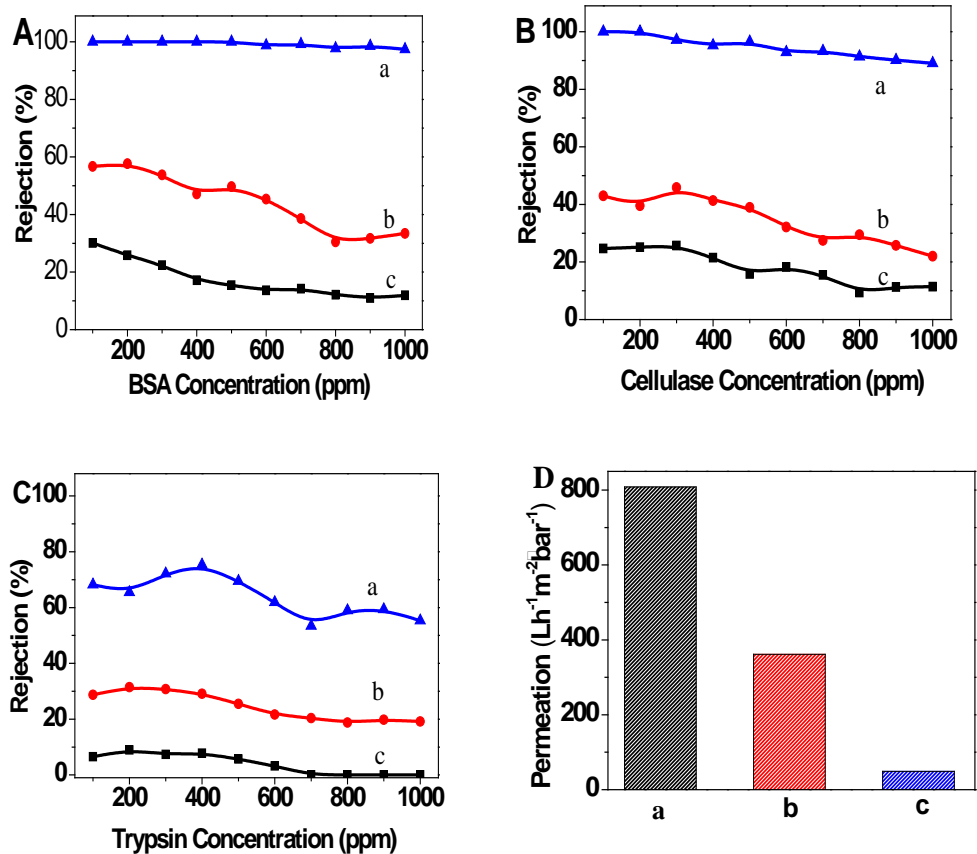 A
100
80
60
40
20
0
Rejection (%)
a
b
c
200 400 600 800 1000
BSA Concentration (ppm)
B
100
80
60
40
20
0
Rejection (%)
a
b
c
200 400 600 800 1000
Cellulase Concentration (ppm)
C
100
80
60
40
20
0
Rejection (%)
a
b
c
200 400 600 800 1000
Trypsin Concentration (ppm)
D
800
600
400
200
0
Permeation (Lh⁻¹m⁻²bar⁻¹)
a b c